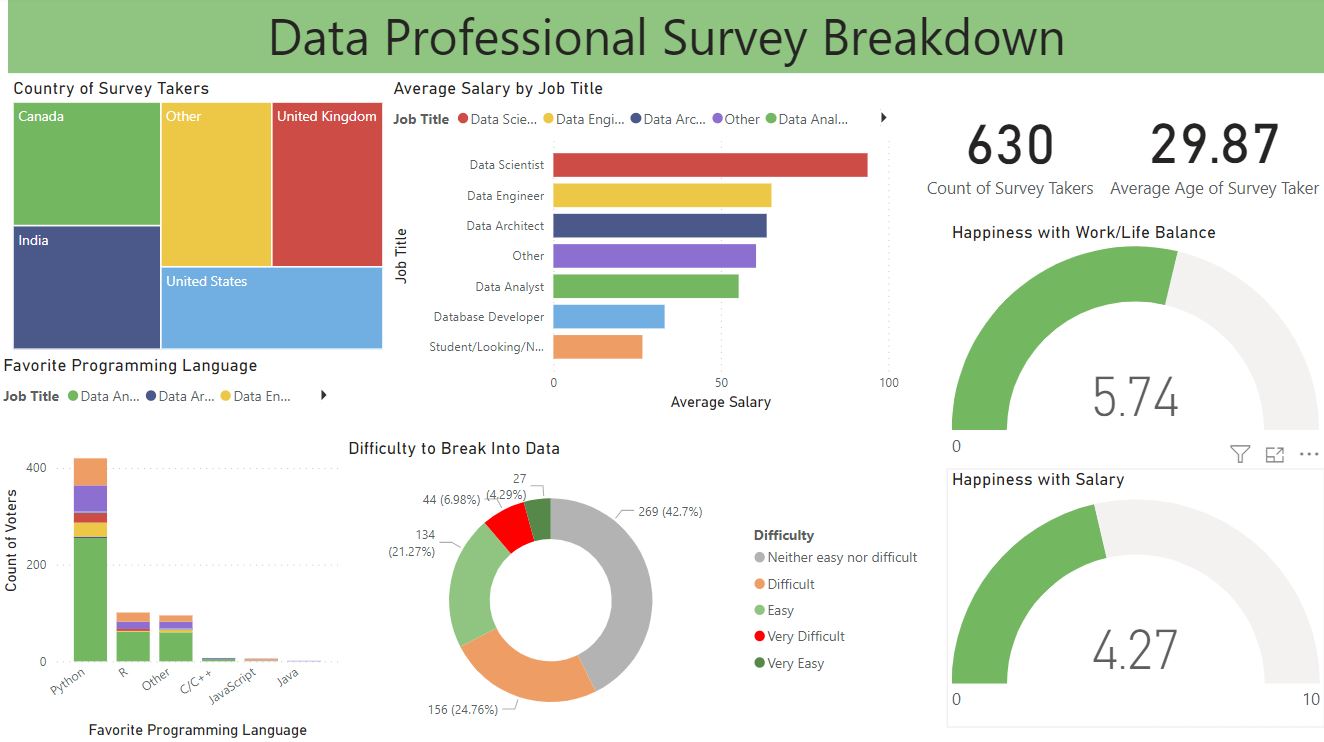 Data Professional Survey Breakdown
Country of Survey Takers
Canada
Other
United Kingdom
India
United States
Average Salary by Job Title
Job Title Data Scie... Data Engi... Data Arc... Other Data Anal...
Job Title
Data Scientist
Data Engineer
Data Architect
Other
Data Analyst
Database Developer
Student/Looking/N...
0 50 100
Average Salary
630
Count of Survey Takers
29.87
Average Age of Survey Taker
Happiness with Work/Life Balance
5.74
0
Favorite Programming Language
Job Title Data An... Data Ar... Data En...
Count of Voters
400
200
0
Python
R
Other
C/C++
JavaScript
Java
Favorite Programming Language
Difficulty to Break Into Data
27
(4.29%)
44 (6.98%)
134
(21.27%)
269 (42.7%)
156 (24.76%)
Difficulty
Neither easy nor difficult
Difficult
Easy
Very Difficult
Very Easy
Happiness with Salary
4.27
0 10